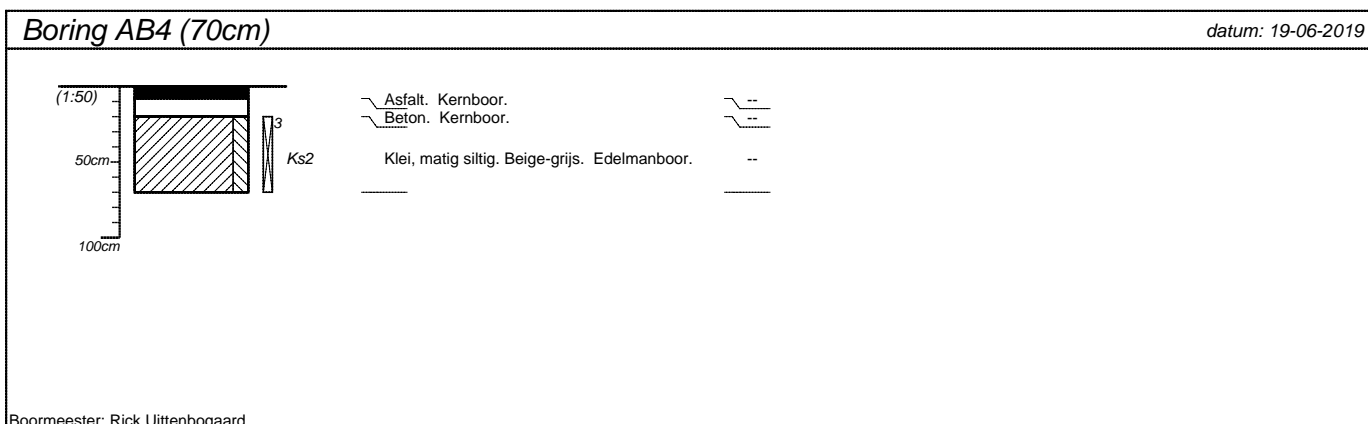 Boring AB4 (70cm) datum: 19-06-2019
(1:50) Asfalt. Kernboor. --
3 Beton. Kernboor. --
50cm Ks2 Klei, matig siltig. Beige-grijs. Edelmanboor. --
100cm
Boormeester: Rick Uittenbogaard